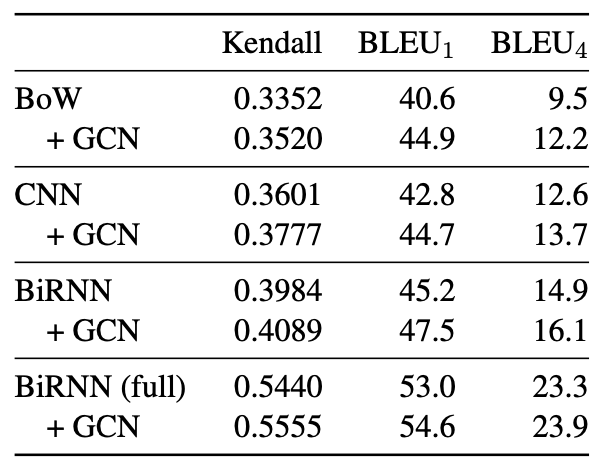 Kendall BLEU₁ BLEU₄
BoW 0.3352 40.6 9.5
+ GCN 0.3520 44.9 12.2
CNN 0.3601 42.8 12.6
+ GCN 0.3777 44.7 13.7
BiRNN 0.3984 45.2 14.9
+ GCN 0.4089 47.5 16.1
BiRNN (full) 0.5440 53.0 23.3
+ GCN 0.5555 54.6 23.9